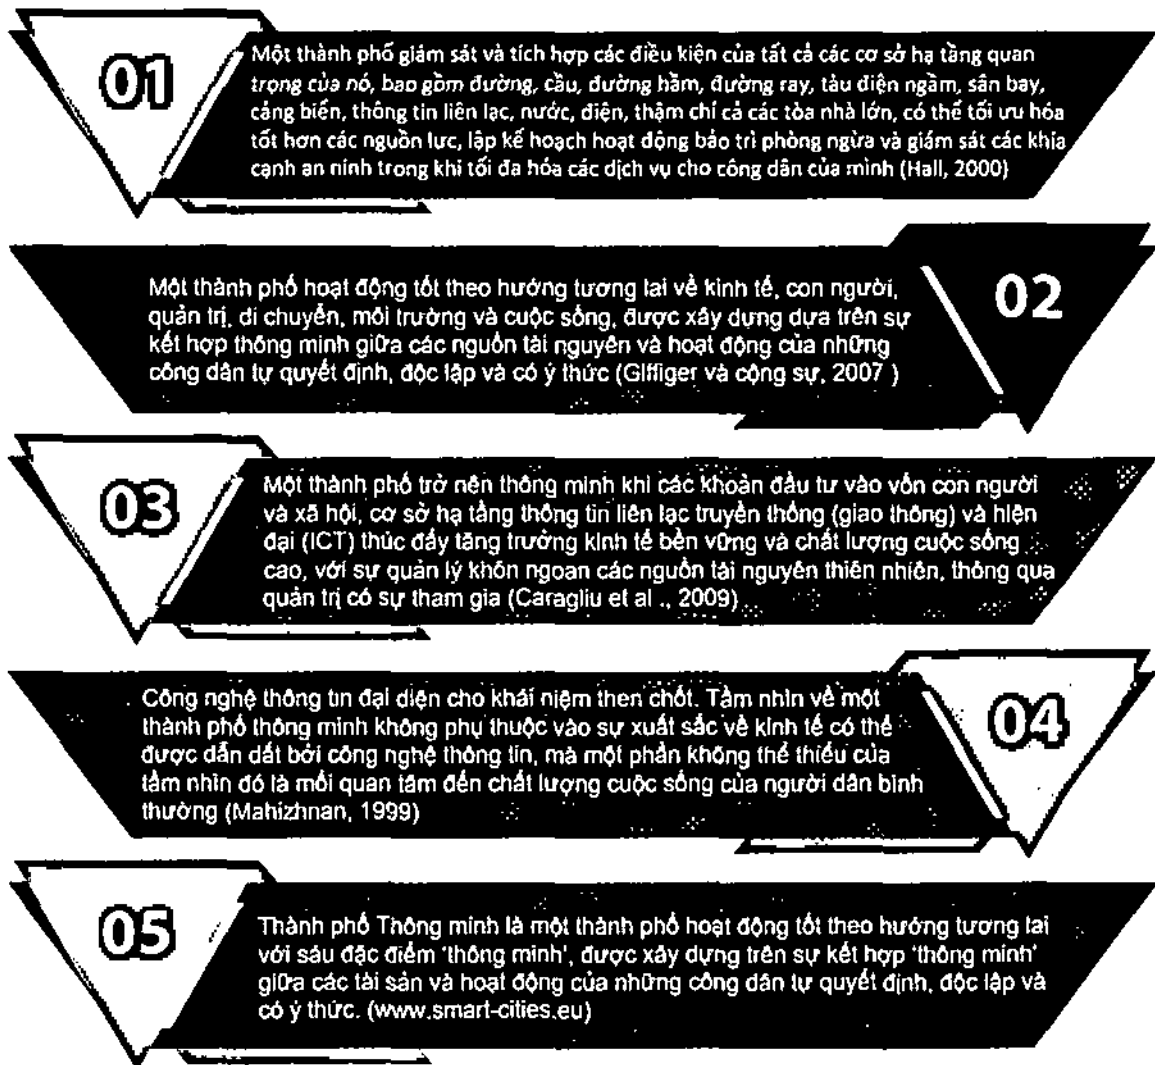 01
Một thành phố giám sát và tích hợp các điều kiện của tất cả các cơ sở hạ tầng quan
trọng của nó, bao gồm đường, cầu, đường hầm, đường ray, tàu điện ngầm, sân bay,
cảng biển, thông tin liên lạc, nước, điện, thậm chí cả các tòa nhà lớn, có thể tối ưu hóa
tốt hơn các nguồn lực, lập kế hoạch hoạt động bảo trì phòng ngừa và giám sát các khía
cạnh an ninh trong khi tối đa hóa các dịch vụ cho công dân của mình (Hall, 2000)
02
Một thành phố hoạt động tốt theo hướng tương lai về kinh tế, con người,
quản trị, di chuyển, môi trường và cuộc sống, được xây dựng dựa trên sự
kết hợp thông minh giữa các nguồn tài nguyên và hoạt động của những
công dân tự quyết định, độc lập và có ý thức (Giffiger và cộng sự, 2007 )
03
Một thành phố trở nên thông minh khi các khoản đầu tư vào vốn con người
và xã hội, cơ sở hạ tầng thông tin liên lạc truyền thống (giao thông) và hiện
đại (ICT) thúc đẩy tăng trưởng kinh tế bền vững và chất lượng cuộc sống
cao, với sự quản lý khôn ngoan các nguồn tài nguyên thiên nhiên, thông qua
quản trị có sự tham gia (Caragliu et al ., 2009)
04
Công nghệ thông tin đại diện cho khái niệm then chốt. Tầm nhìn về một
thành phố thông minh không phụ thuộc vào sự xuất sắc về kinh tế có thể
được dẫn dắt bởi công nghệ thông tin, mà một phần không thể thiếu của
tầm nhìn đó là mối quan tâm đến chất lượng cuộc sống của người dân bình
thường (Mahizhnan, 1999)
05
Thành phố Thông minh là một thành phố hoạt động tốt theo hướng tương lai
với sáu đặc điểm 'thông minh', được xây dựng trên sự kết hợp 'thông minh'
giữa các tài sản và hoạt động của những công dân tự quyết định, độc lập và
có ý thức. (www.smart-cities.eu)